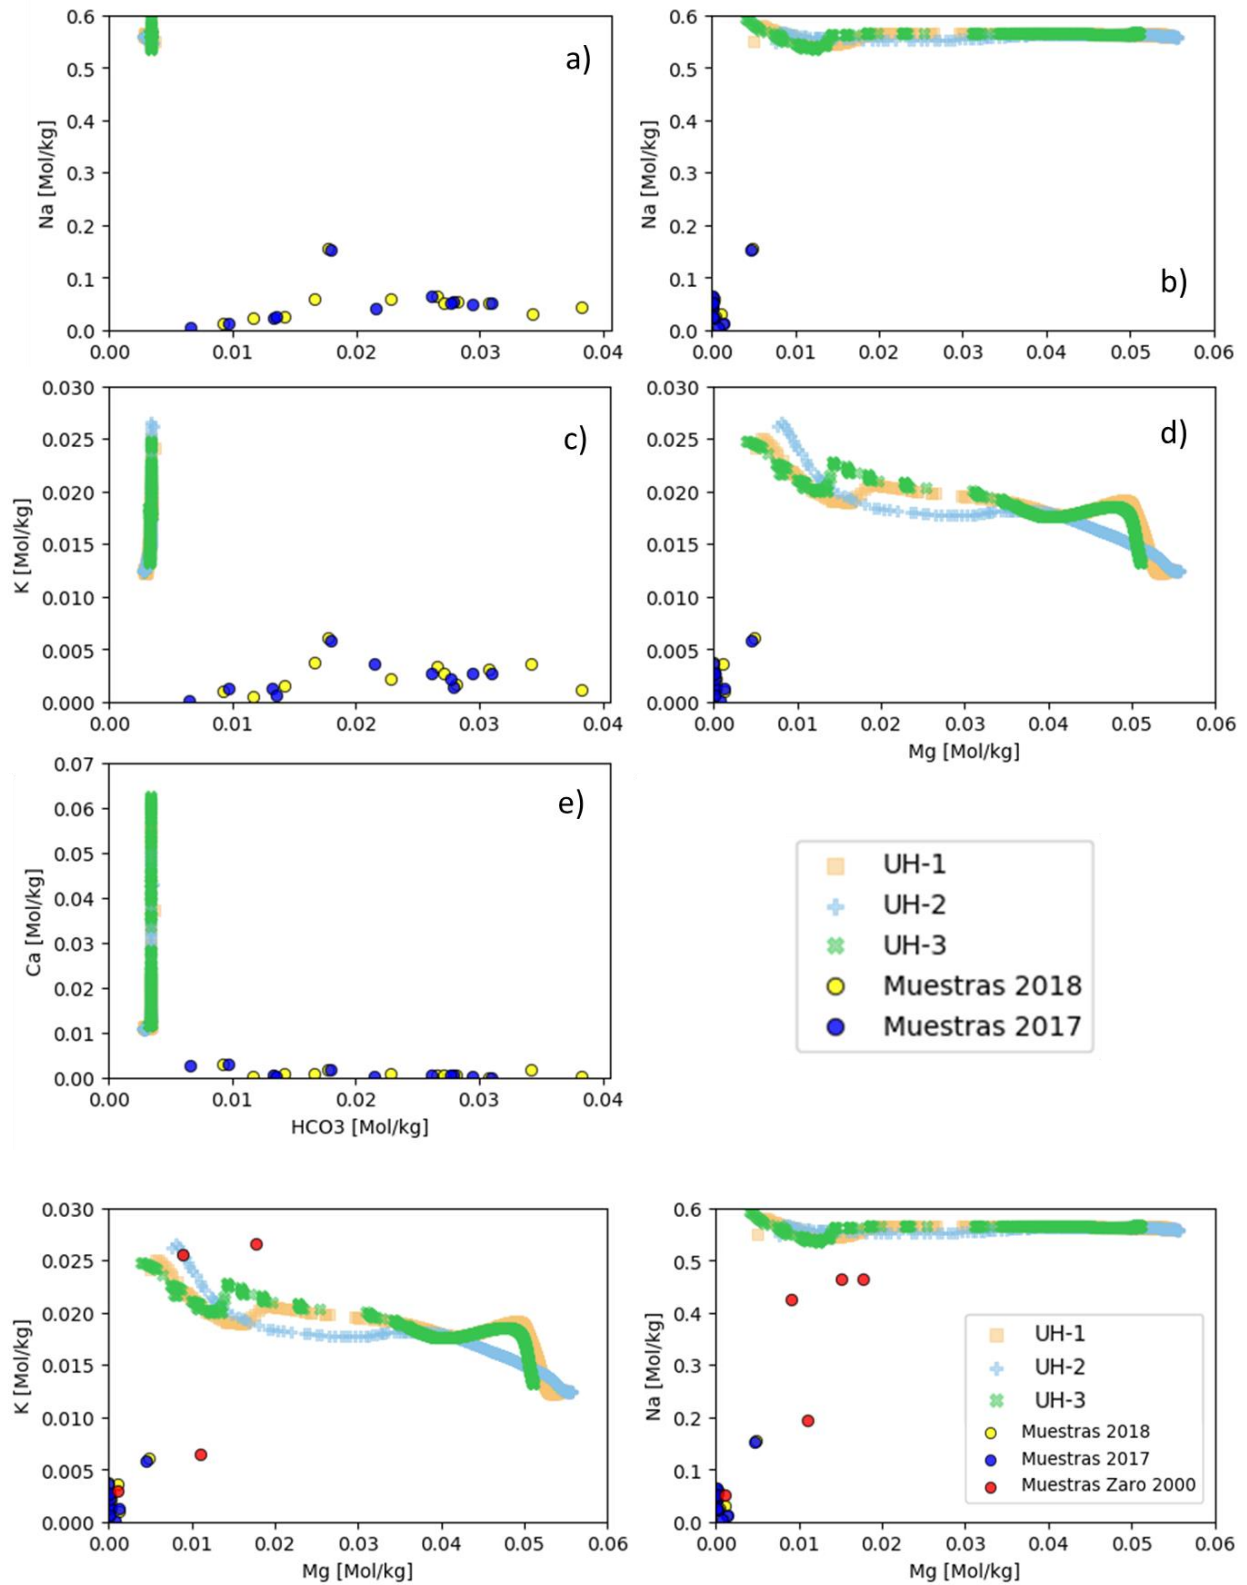 0.6
0.5
0.4
0.3
0.2
0.1
0.0
Na [Mol/kg]
a)
0.00 0.01 0.02 0.03 0.04
0.6
0.5
0.4
0.3
0.2
0.1
0.0
Na [Mol/kg]
b)
0.00 0.01 0.02 0.03 0.04 0.05 0.06
0.030
0.025
0.020
0.015
0.010
0.005
0.000
K [Mol/kg]
c)
0.00 0.01 0.02 0.03 0.04
0.030
0.025
0.020
0.015
0.010
0.005
0.000
d)
0.00 0.01 0.02 0.03 0.04 0.05 0.06
Mg [Mol/kg]
0.07
0.06
0.05
0.04
0.03
0.02
0.01
0.00
Ca [Mol/kg]
e)
0.00 0.01 0.02 0.03 0.04
HCO3 [Mol/kg]
UH-1
UH-2
UH-3
Muestras 2018
Muestras 2017
0.030
0.025
0.020
0.015
0.010
0.005
0.000
K [Mol/kg]
0.00 0.01 0.02 0.03 0.04 0.05 0.06
Mg [Mol/kg]
0.6
0.5
0.4
0.3
0.2
0.1
0.0
Na [Mol/kg]
UH-1
UH-2
UH-3
Muestras 2018
Muestras 2017
Muestras Zaro 2000
0.00 0.01 0.02 0.03 0.04 0.05 0.06
Mg [Mol/kg]